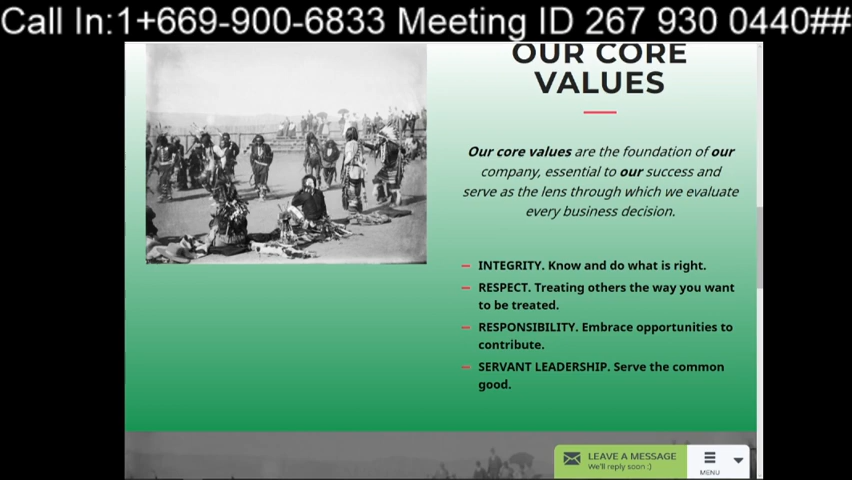 Call In:1+669-900-6833 Meeting ID 267 930 0440##
OUR CORE
VALUES
Our core values are the foundation of our
company, essential to our success and
serve as the lens through which we evaluate
every business decision.
INTEGRITY. Know and do what is right.
RESPECT. Treating others the way you want
to be treated.
RESPONSIBILITY. Embrace opportunities to
contribute.
SERVANT LEADERSHIP. Serve the common
good.
LEAVE A MESSAGE
We'll reply soon :)
MENU